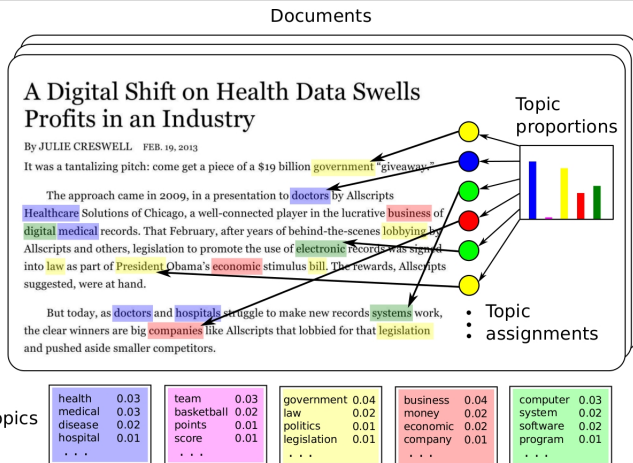 Documents
A Digital Shift on Health Data Swells
Profits in an Industry
By JULIE CRESWELL FEB. 19, 2013
It was a tantalizing pitch: come get a piece of a $19 billion government “giveaway.”
The approach came in 2009, in a presentation to doctors by Allscripts
Healthcare Solutions of Chicago, a well-connected player in the lucrative business of
digital medical records. That February, after years of behind-the-scenes lobbying by
Allscripts and others, legislation to promote the use of electronic records was signed
into law as part of President Obama’s economic stimulus bill. The rewards, Allscripts
suggested, were at hand.
But today, as doctors and hospitals struggle to make new records systems work,
the clear winners are big companies like Allscripts that lobbied for that legislation
and pushed aside smaller competitors.
Topic
proportions
Topic
assignments
opics
health 0.03
medical 0.03
disease 0.02
hospital 0.01
. . .
team 0.03
basketball 0.02
points 0.01
score 0.01
. . .
government 0.04
law 0.02
politics 0.01
legislation 0.01
. . .
business 0.04
money 0.02
economic 0.02
company 0.01
. . .
computer 0.03
system 0.02
software 0.02
program 0.01
. . .